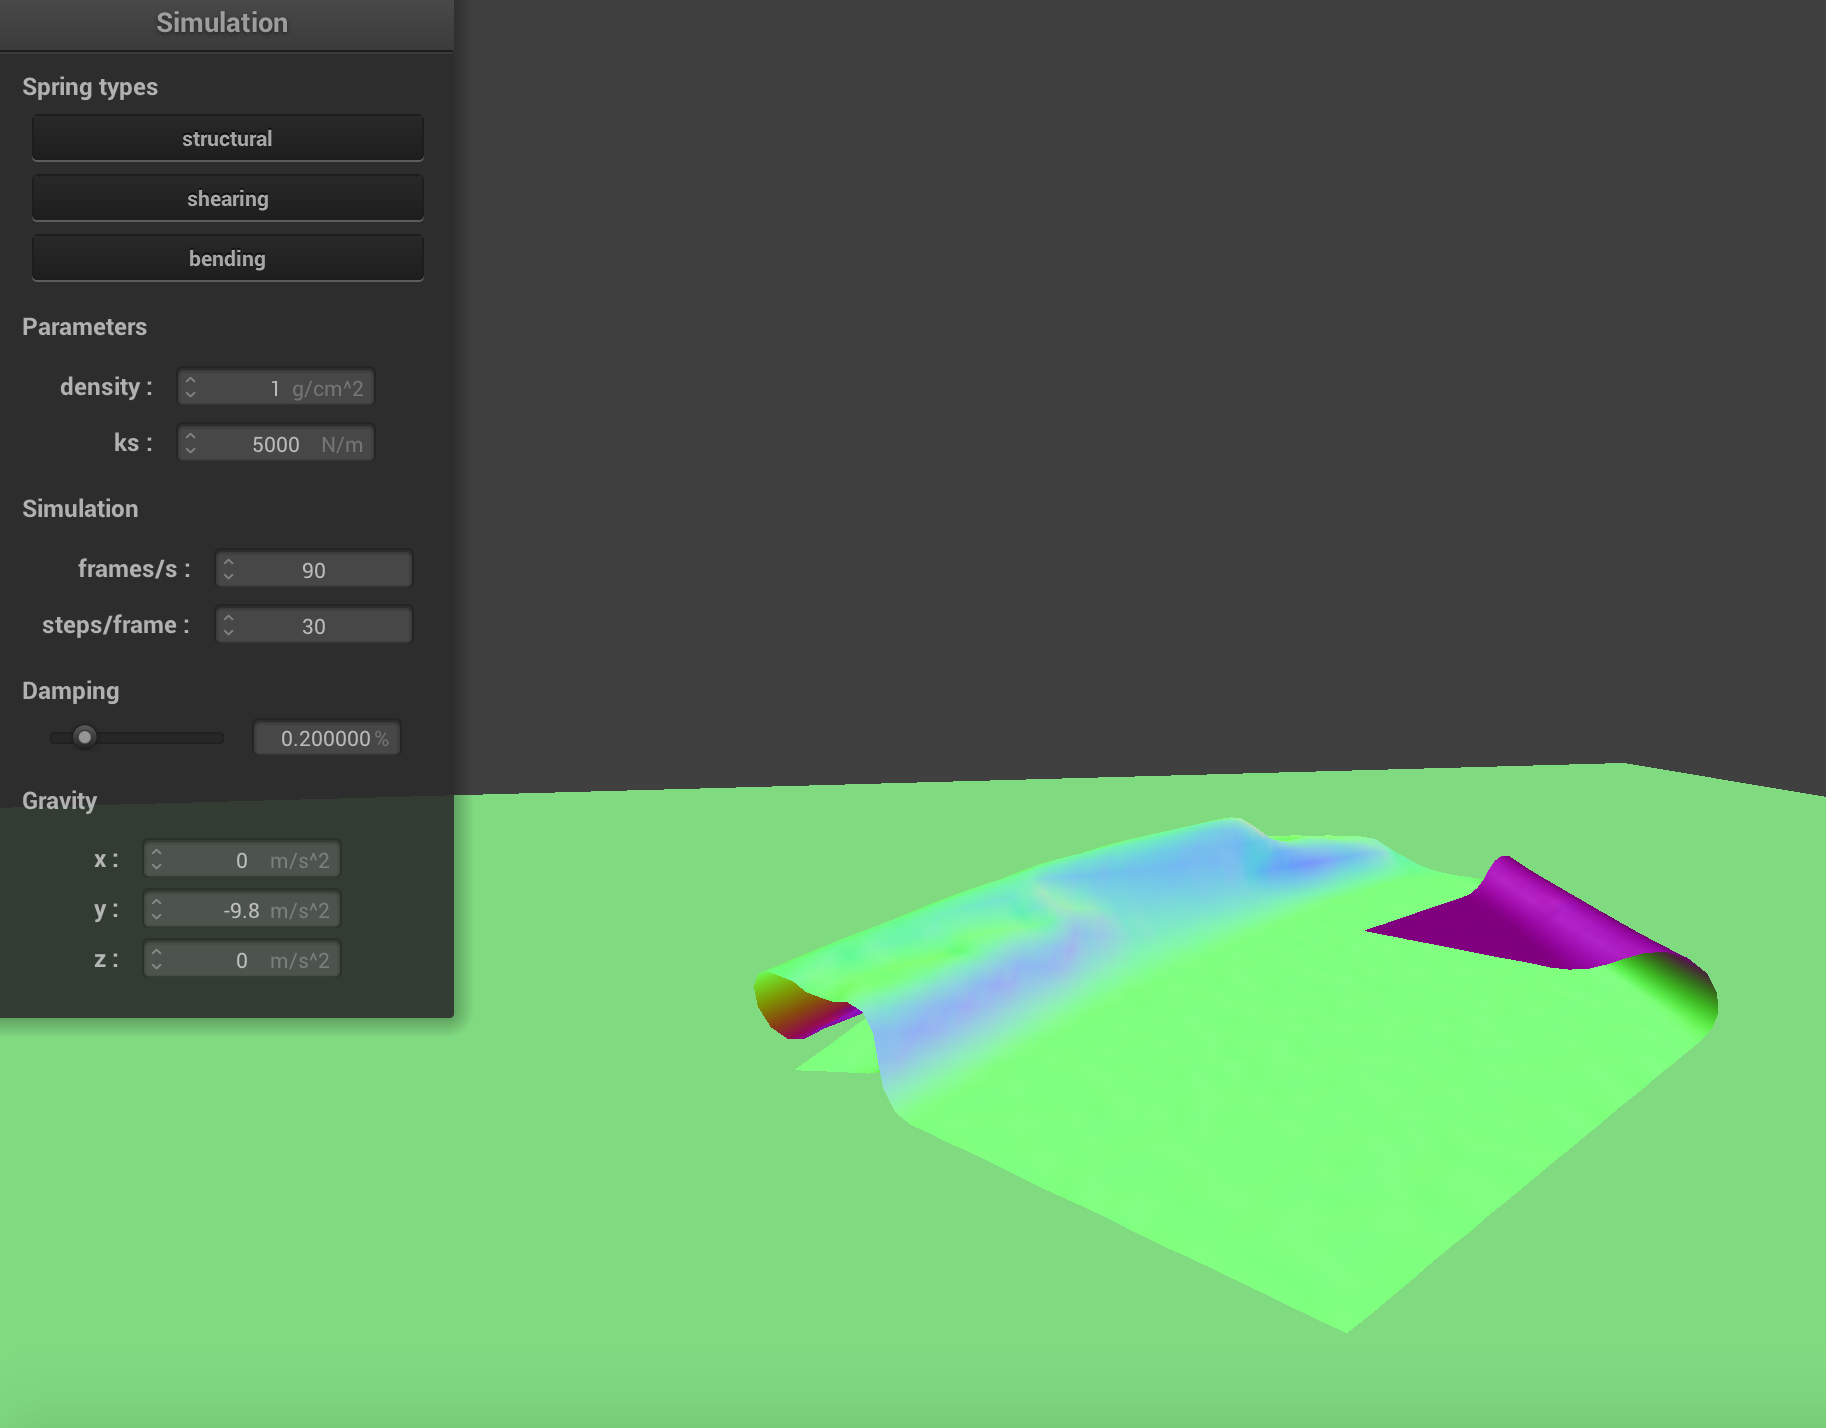 Simulation
Spring types
structural
shearing
bending
Parameters
density : 1 g/cm^2
ks : 5000 N/m
Simulation
frames/s : 90
steps/frame : 30
Damping
0.200000 %
Gravity
x : 0 m/s^2
y : -9.8 m/s^2
z : 0 m/s^2